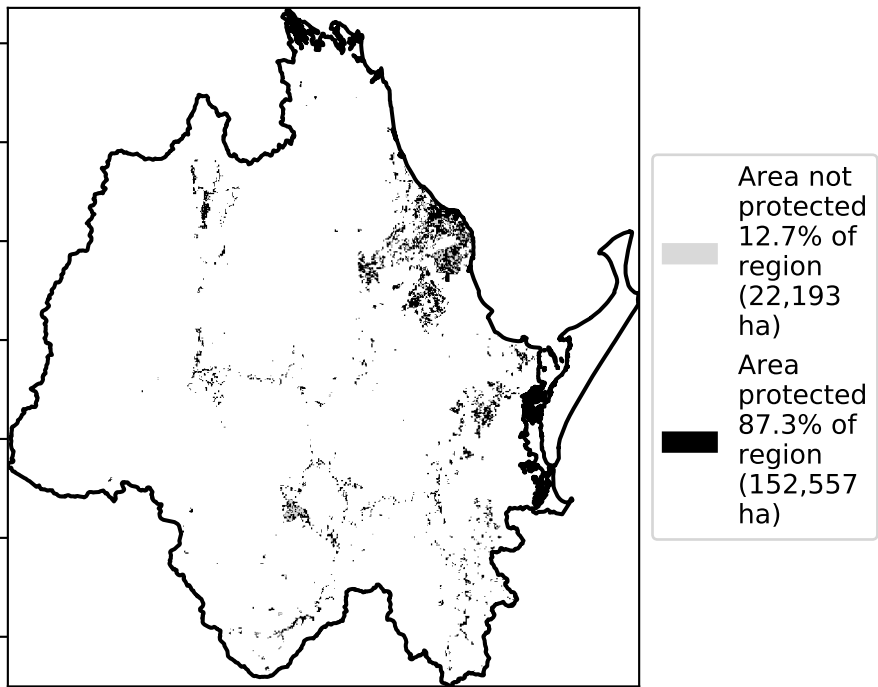 Area not
protected
12.7% of
region
(22,193
ha)
Area
protected
87.3% of
region
(152,557
ha)